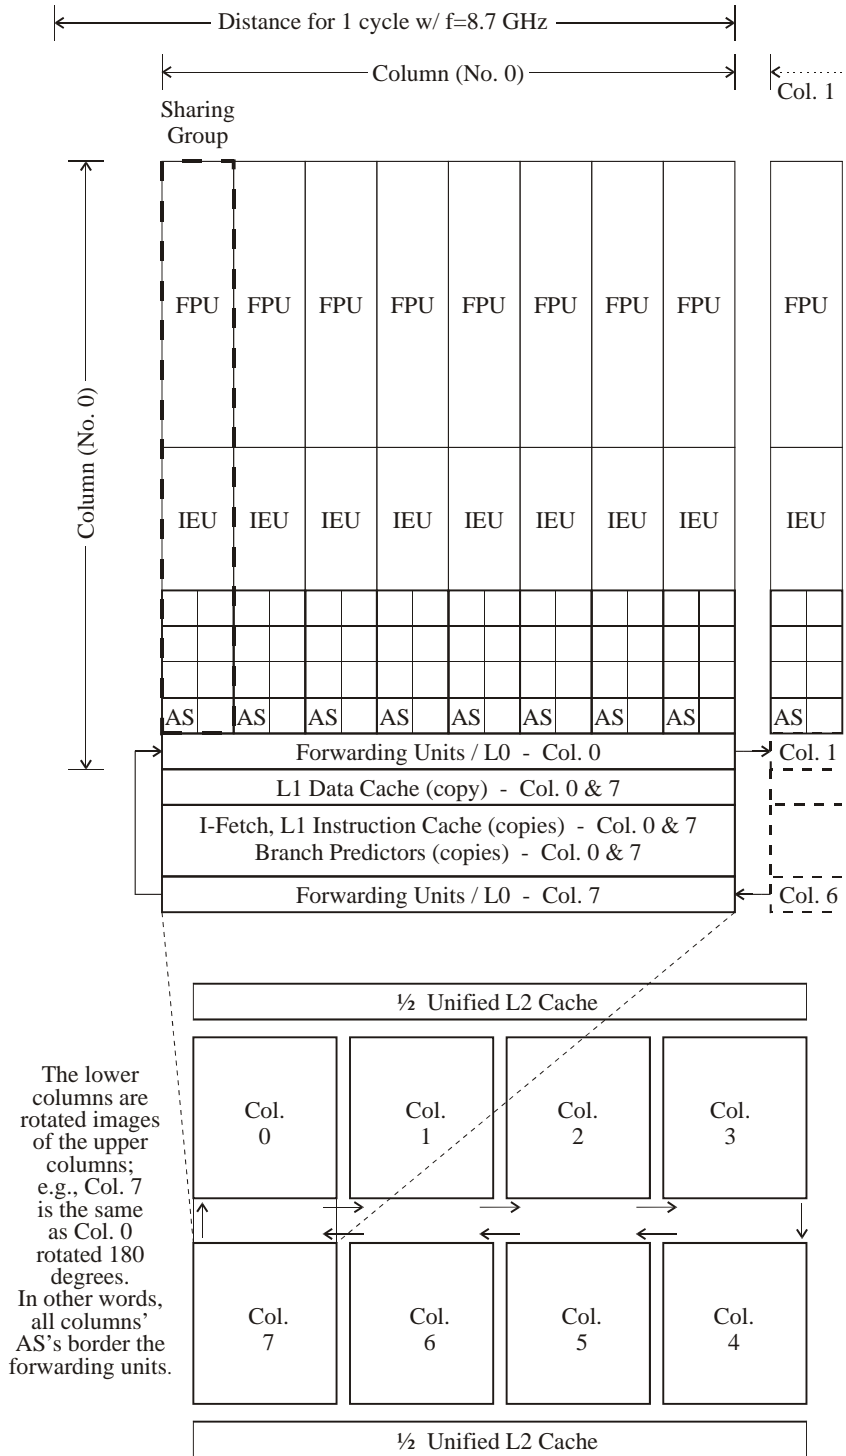 Distance for 1 cycle w/ f=8.7 GHz
Column (No. 0)
Col. 1
Sharing
Group
Column (No. 0)
FPU FPU FPU FPU FPU FPU FPU FPU FPU
IEU IEU IEU IEU IEU IEU IEU IEU IEU
AS AS AS AS AS AS AS AS AS
Forwarding Units / L0 - Col. 0
Col. 1
L1 Data Cache (copy) - Col. 0 & 7
I-Fetch, L1 Instruction Cache (copies) - Col. 0 & 7
Branch Predictors (copies) - Col. 0 & 7
Forwarding Units / L0 - Col. 7
Col. 6
½ Unified L2 Cache
The lower
columns are
rotated images
of the upper
columns;
e.g., Col. 7
is the same
as Col. 0
rotated 180
degrees.
In other words,
all columns’
AS's border the
forwarding units.
Col.
0
Col.
1
Col.
2
Col.
3
Col.
7
Col.
6
Col.
5
Col.
4
½ Unified L2 Cache